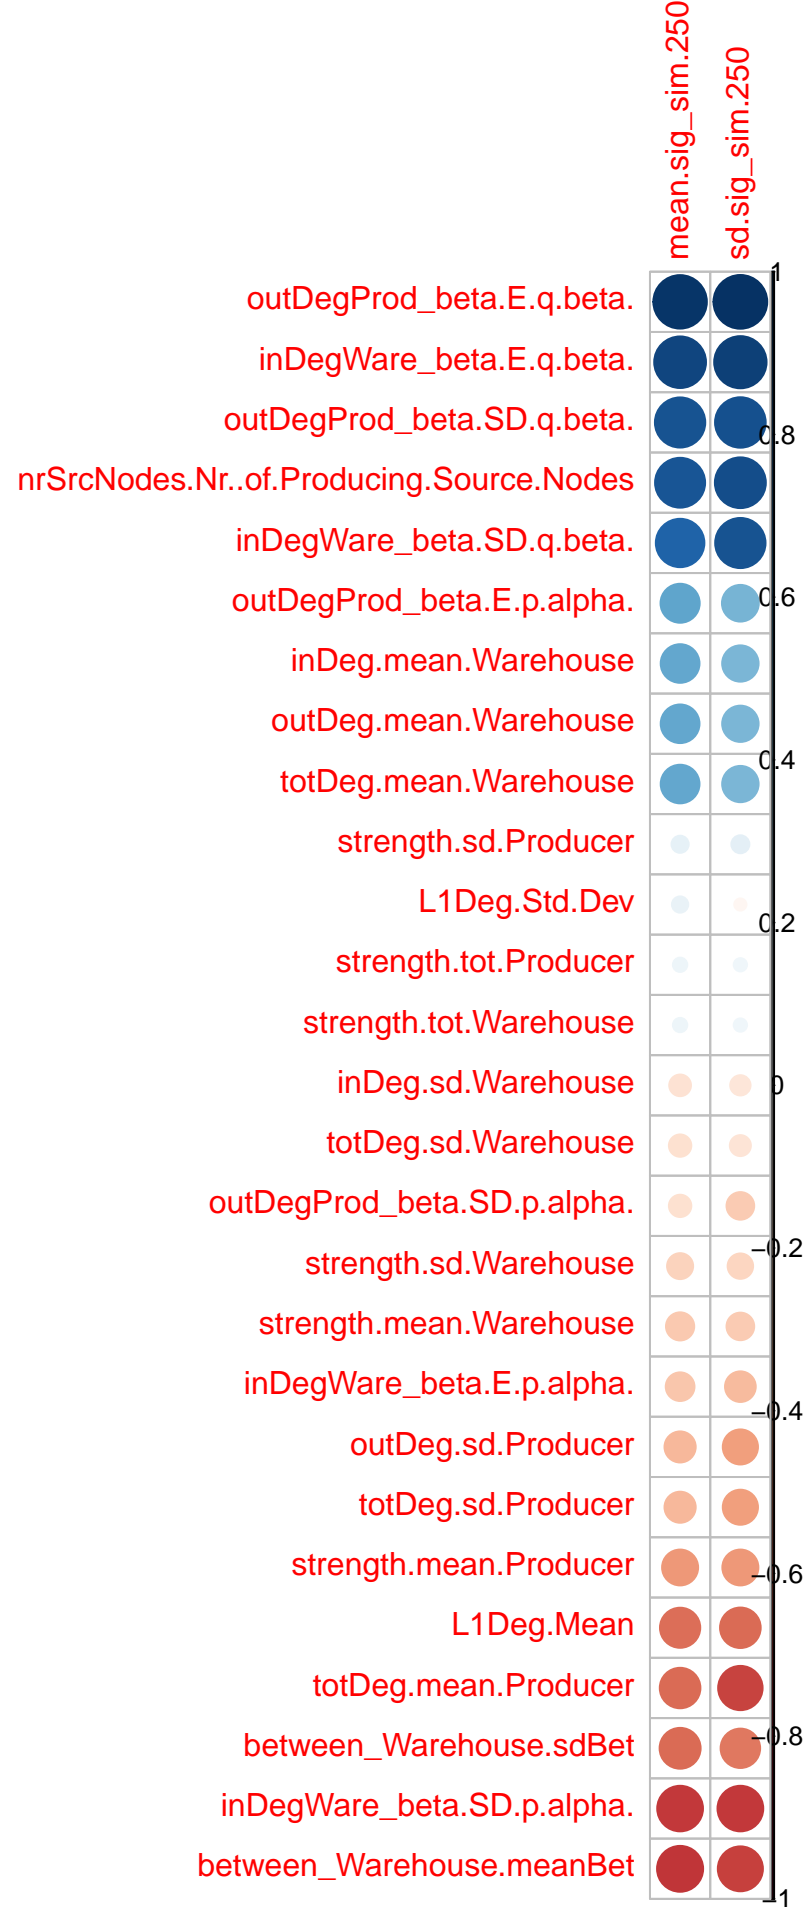 mean.sig_sim.250
sd.sig_sim.250
outDegProd_beta.E.q.beta.
inDegWare_beta.E.q.beta.
outDegProd_beta.SD.q.beta.
nrSrcNodes.Nr..of.Producing.Source.Nodes
inDegWare_beta.SD.q.beta.
outDegProd_beta.E.p.alpha.
inDeg.mean.Warehouse
outDeg.mean.Warehouse
totDeg.mean.Warehouse
strength.sd.Producer
L1Deg.Std.Dev
strength.tot.Producer
strength.tot.Warehouse
inDeg.sd.Warehouse
totDeg.sd.Warehouse
outDegProd_beta.SD.p.alpha.
strength.sd.Warehouse
strength.mean.Warehouse
inDegWare_beta.E.p.alpha.
outDeg.sd.Producer
totDeg.sd.Producer
strength.mean.Producer
L1Deg.Mean
totDeg.mean.Producer
between_Warehouse.sdBet
inDegWare_beta.SD.p.alpha.
between_Warehouse.meanBet
1
0.8
0.6
0.4
0.2
0
−0.2
−0.4
−0.6
−0.8
−1